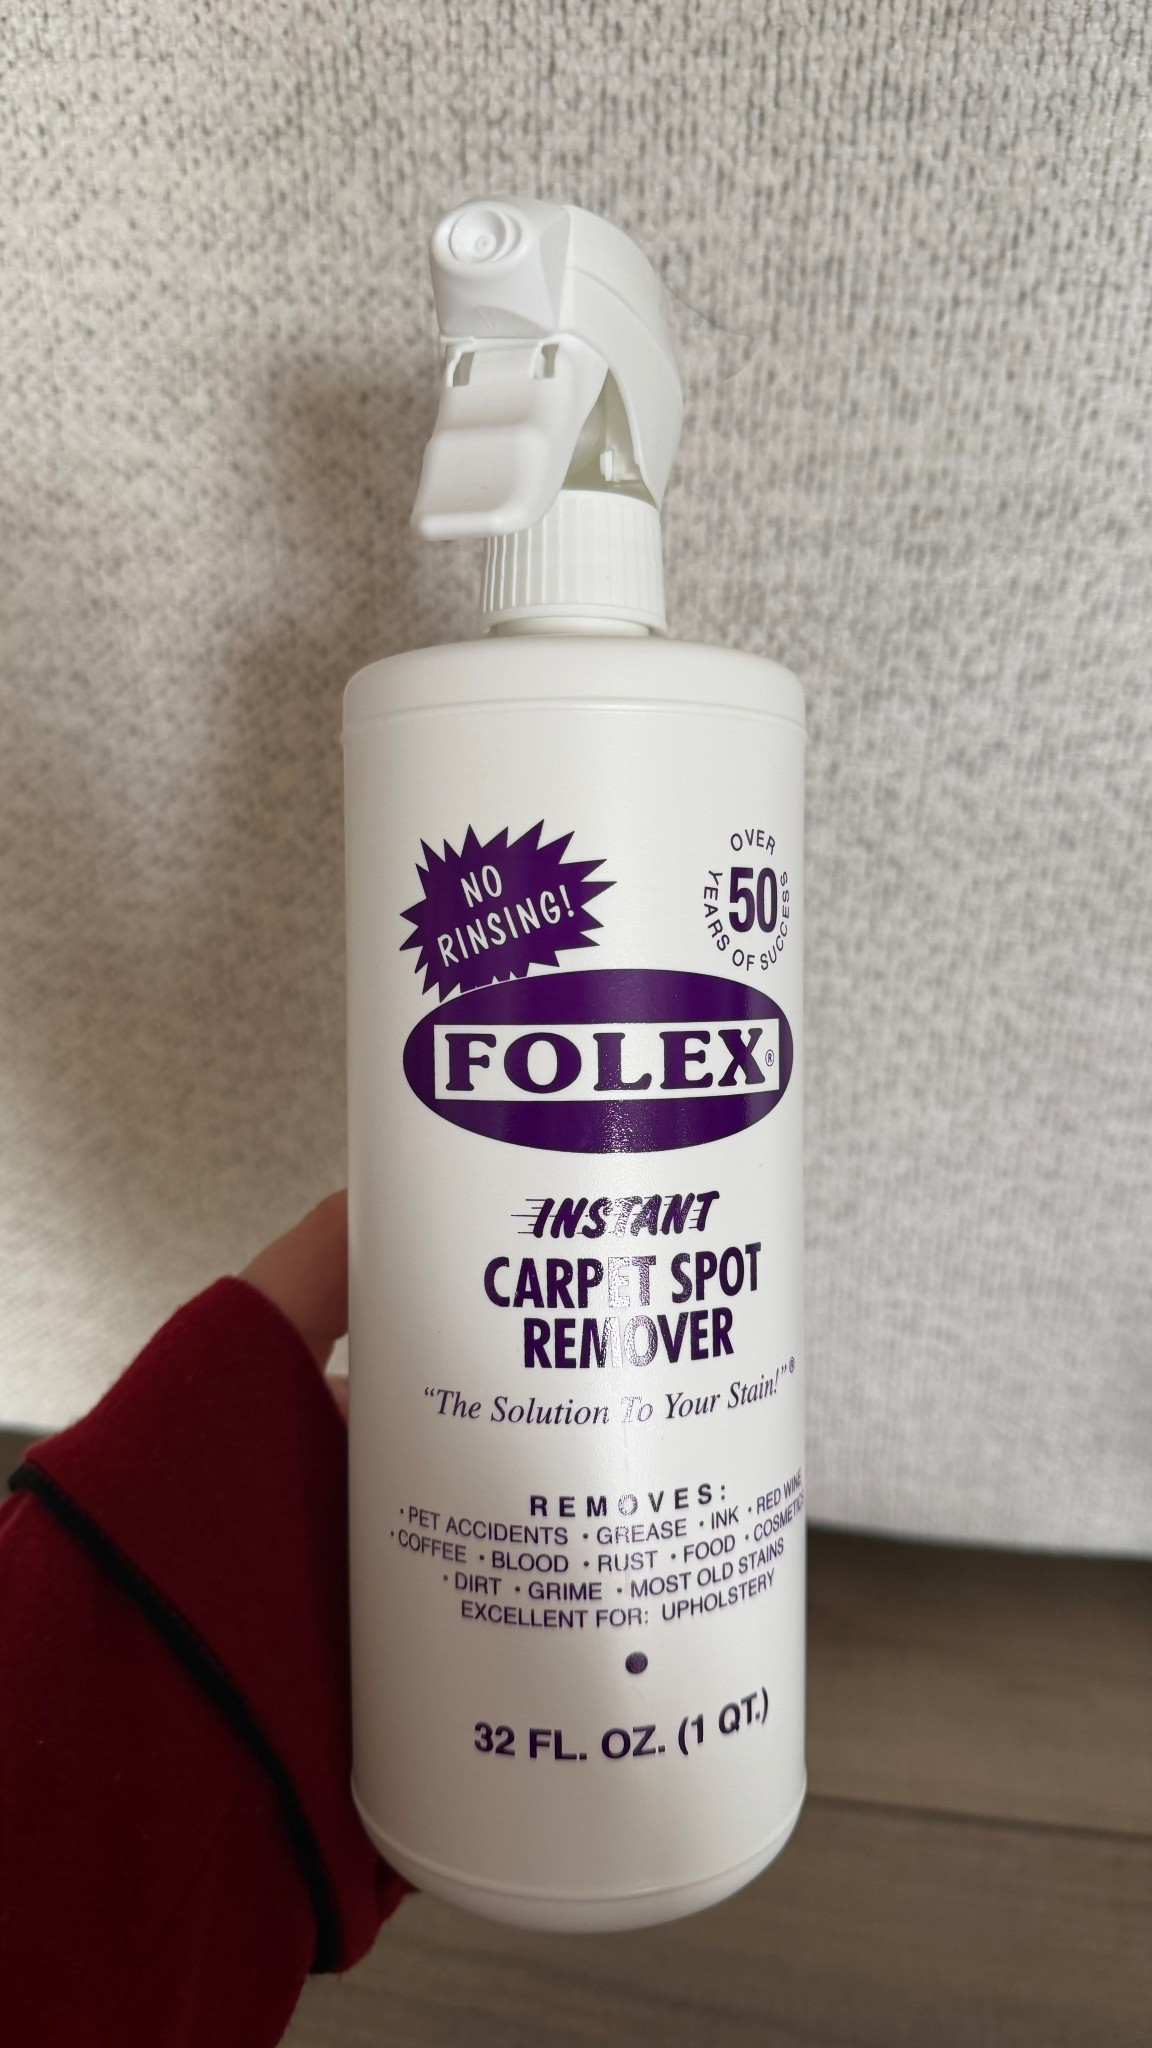 NO
RINSING!
OVER
50
YEARS OF SUCCESS
FOLEX®
INSTANT
CARPET SPOT
REMOVER
"The Solution To Your Stain!"®
REMOVES:
• PET ACCIDENTS • GREASE • INK • RED WINE
• COFFEE • BLOOD • RUST • FOOD • COSMETICS
• DIRT • GRIME • MOST OLD STAINS
EXCELLENT FOR: UPHOLSTERY
32 FL. OZ. (1 QT.)